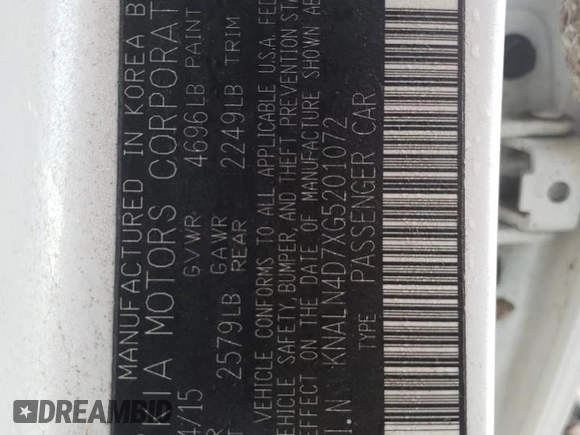 MANUFACTURED IN KOREA B
KIA MOTORS CORPORAT
4/15 GVWR 4696LB PAINT
2579LB GAWR REAR 2249LB TRIM
VEHICLE CONFORMS TO ALL APPLICABLE U.S.A. FED
VEHICLE SAFETY, BUMPER, AND THEFT PREVENTION STA
EFFECT ON THE DATE OF MANUFACTURE SHOWN AB
I.N KNALN4D7XG5201072
TYPE PASSENGER CAR
DREAMBID